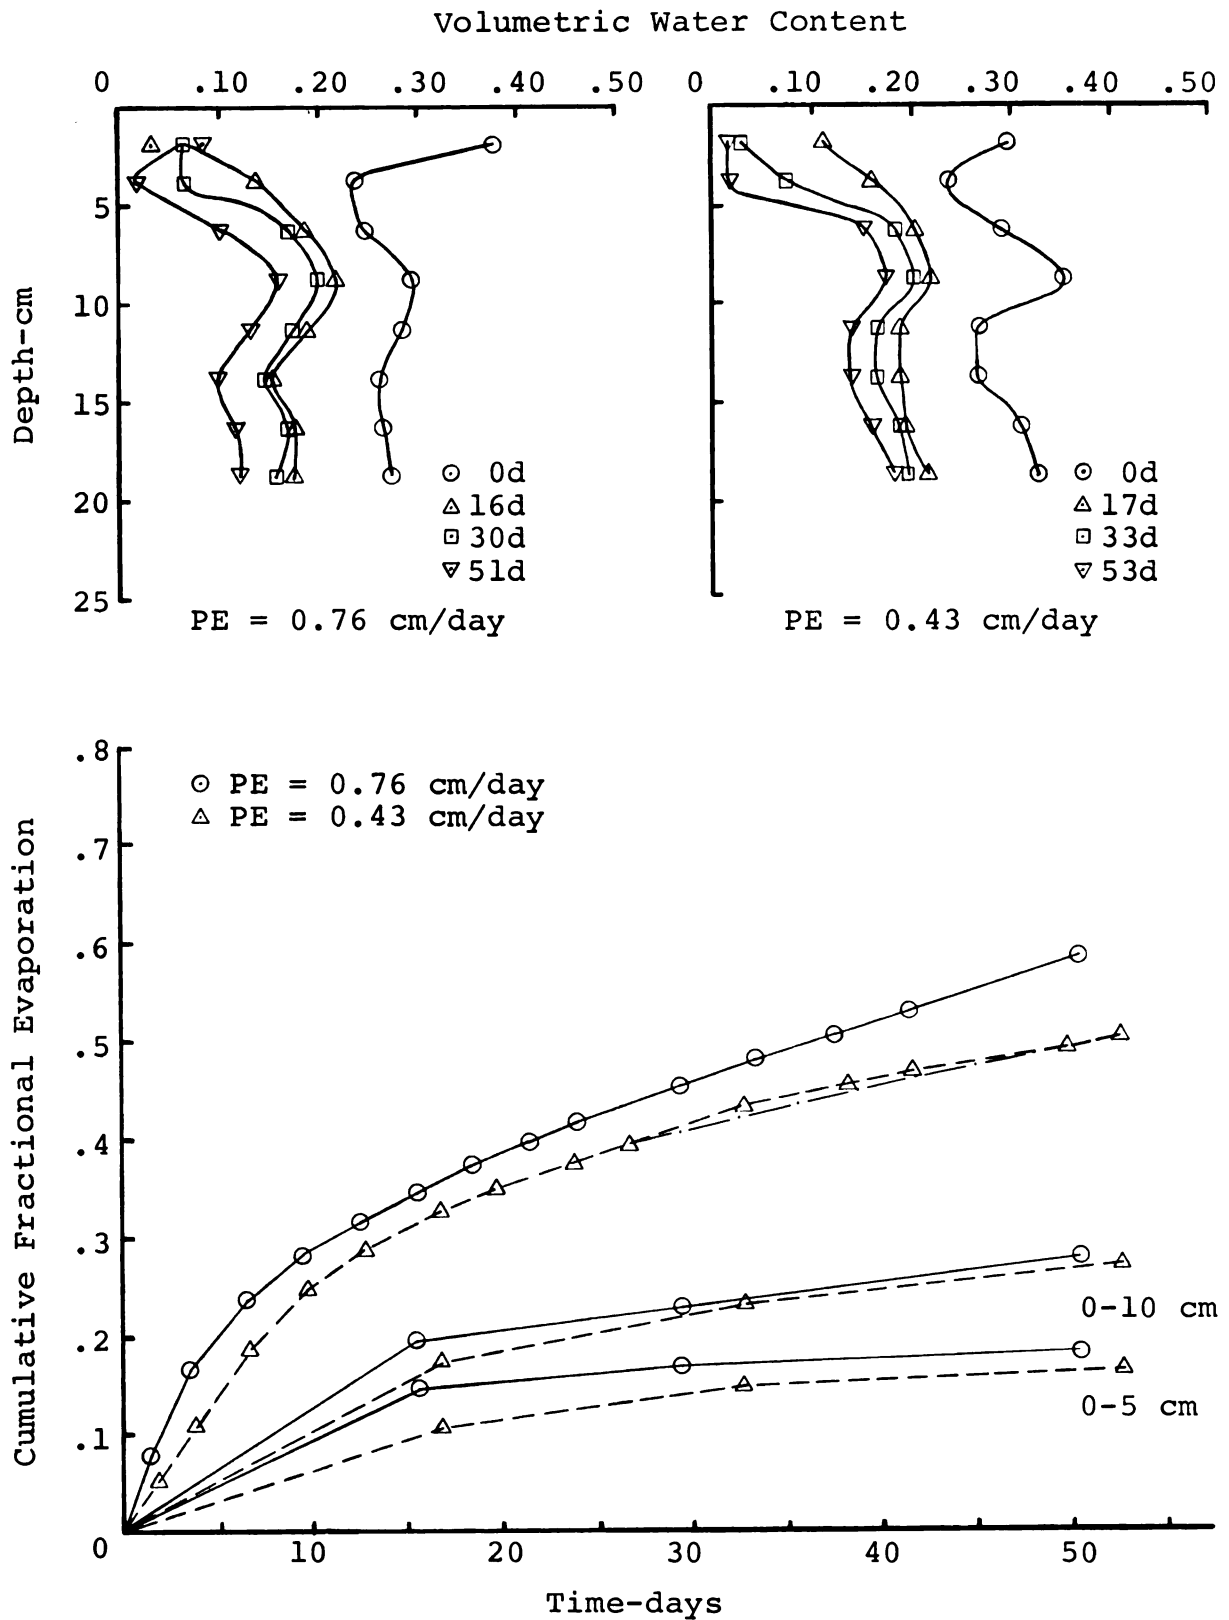 Volumetric Water Content
0 .10 .20 .30 .40 .50
0 .10 .20 .30 .40 .50
Depth-cm
5
10
15
20
25
0d
16d
30d
51d
PE = 0.76 cm/day
0d
17d
33d
53d
PE = 0.43 cm/day
Cumulative Fractional Evaporation
.8
.7
.6
.5
.4
.3
.2
.1
0
PE = 0.76 cm/day
PE = 0.43 cm/day
0-10 cm
0-5 cm
10 20 30 40 50
Time-days